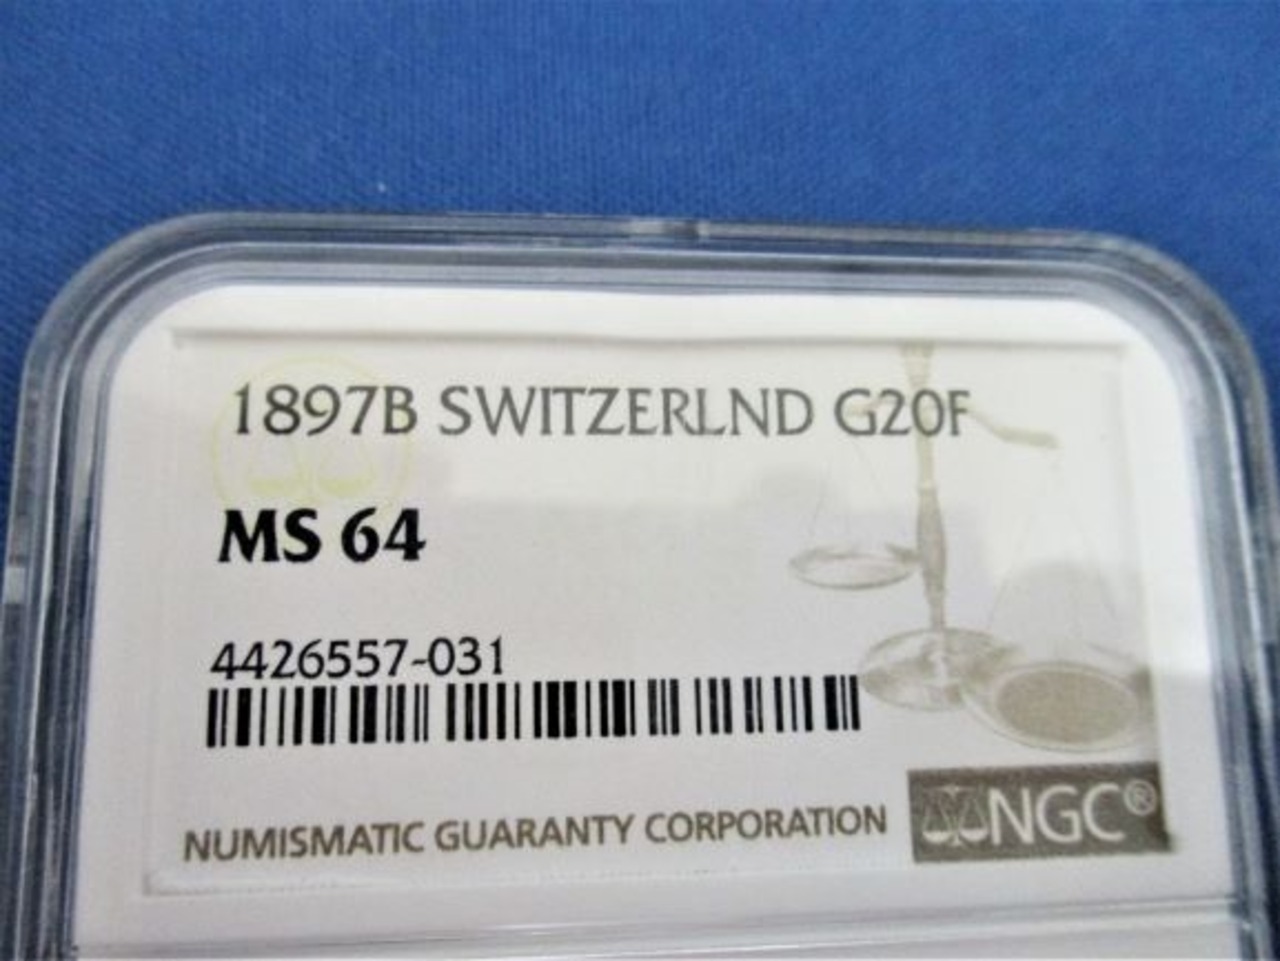 1897B SWITZERLND G20F
MS 64
4426557-031
NUMISMATIC GUARANTY CORPORATION
NGC®